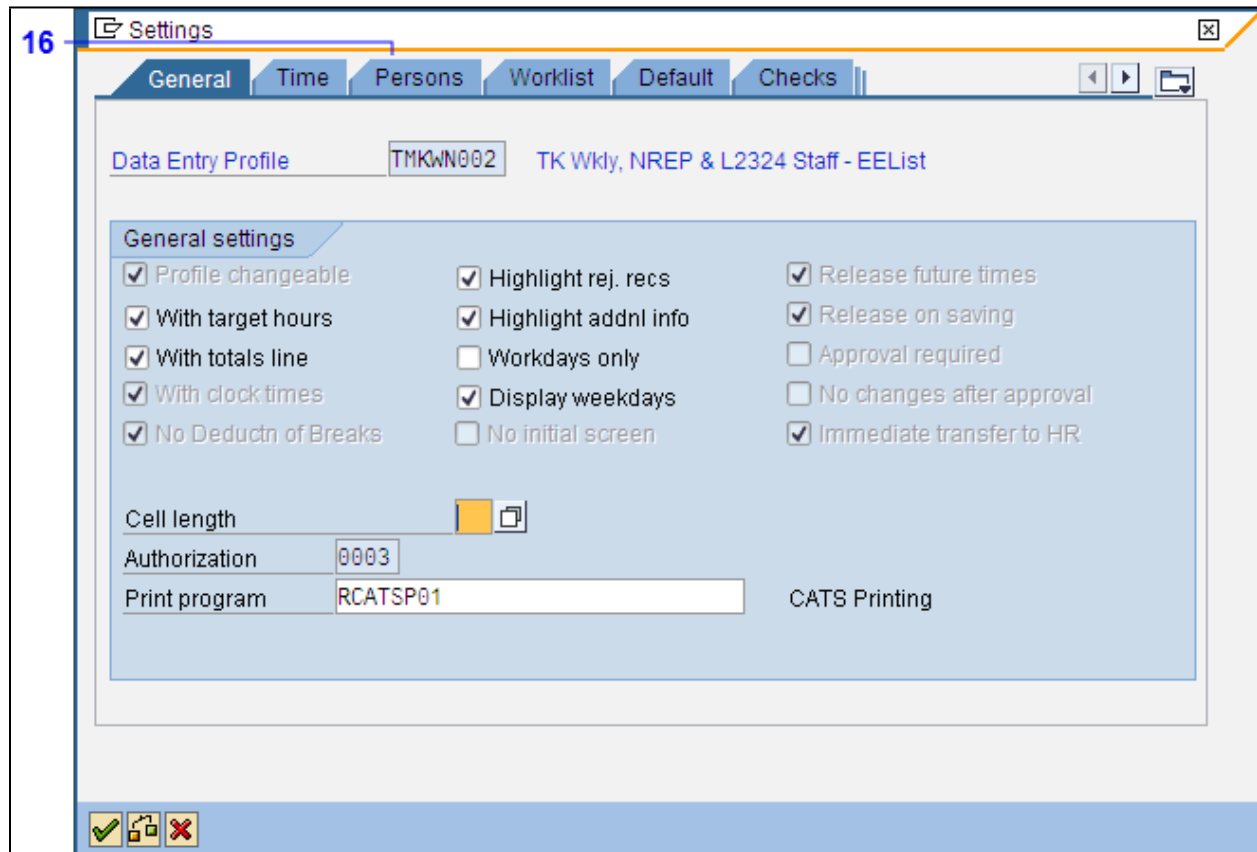 Settings
16
General Time Persons Worklist Default Checks
Data Entry Profile TMKWN002 TK Wkly, NREP & L2324 Staff - EEList
General settings
Profile changeable Highlight rej. recs Release future times
With target hours Highlight addnl info Release on saving
With totals line Workdays only Approval required
With clock times Display weekdays No changes after approval
No Deductn of Breaks No initial screen Immediate transfer to HR
Cell length
Authorization 0003
Print program RCATSP01 CATS Printing